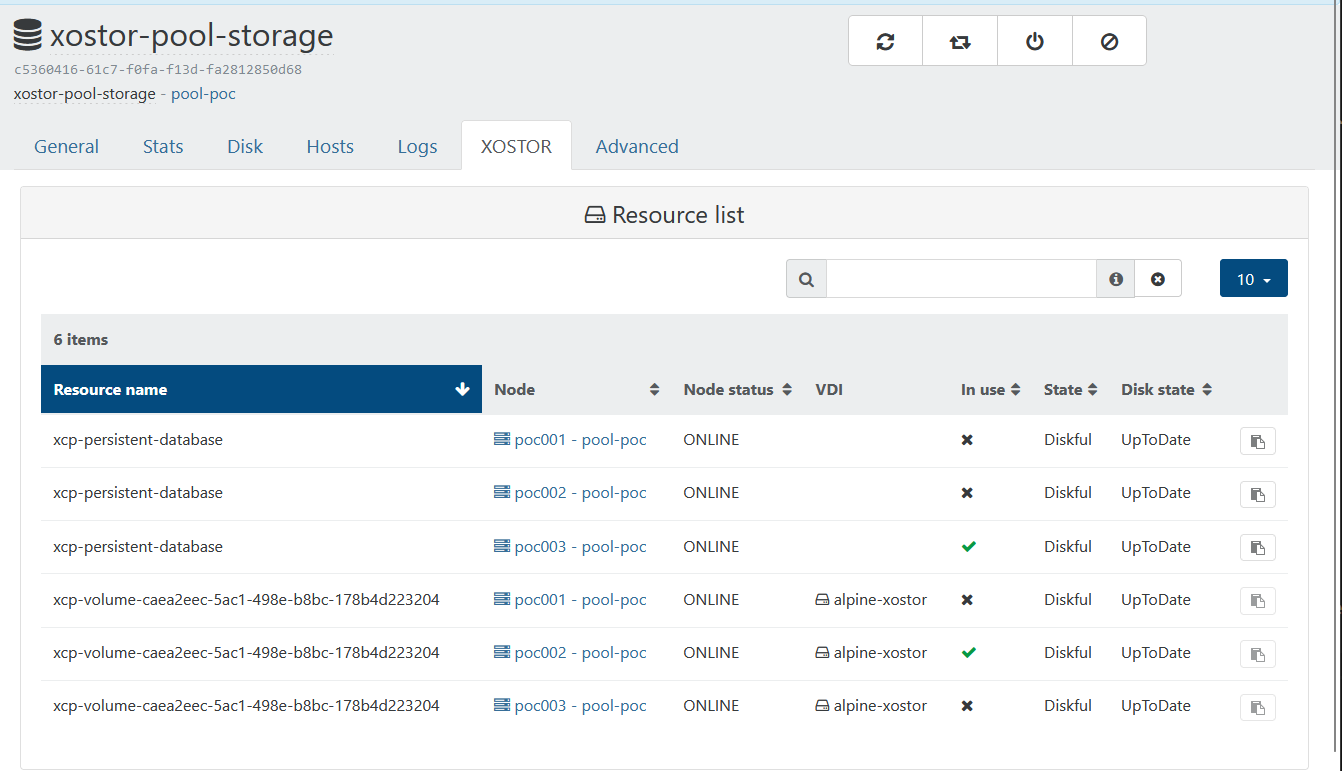 xostor-pool-storage
c5360416-61c7-f0fa-f13d-fa2812850d68
xostor-pool-storage - pool-poc
General Stats Disk Hosts Logs XOSTOR Advanced
Resource list
10
6 items
Resource name Node Node status VDI In use State Disk state
xcp-persistent-database poc001 - pool-poc ONLINE Diskful UpToDate
xcp-persistent-database poc002 - pool-poc ONLINE Diskful UpToDate
xcp-persistent-database poc003 - pool-poc ONLINE Diskful UpToDate
xcp-volume-caea2eec-5ac1-498e-b8bc-178b4d223204 poc001 - pool-poc ONLINE alpine-xostor Diskful UpToDate
xcp-volume-caea2eec-5ac1-498e-b8bc-178b4d223204 poc002 - pool-poc ONLINE alpine-xostor Diskful UpToDate
xcp-volume-caea2eec-5ac1-498e-b8bc-178b4d223204 poc003 - pool-poc ONLINE alpine-xostor Diskful UpToDate